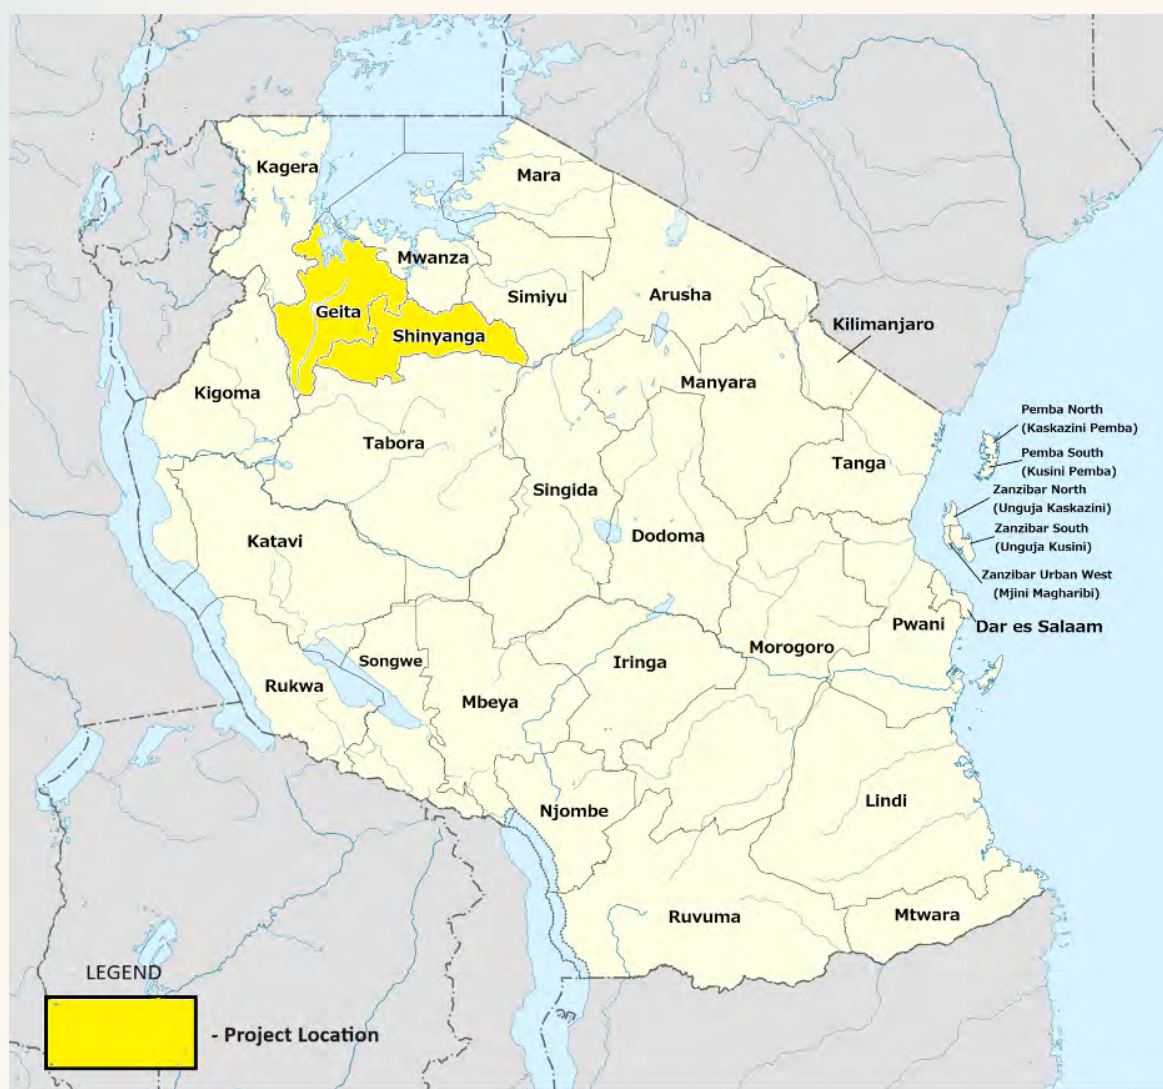 Kagera
Mara
Mwanza
Simiyu
Arusha
Geita
Shinyanga
Kilimanjaro
Kigoma
Manyara
Tabora
Pemba North
(Kaskazini Pemba)
Pemba South
(Kusini Pemba)
Tanga
Singida
Zanzibar North
(Unguja Kaskazini)
Zanzibar South
(Unguja Kusini)
Katavi
Dodoma
Zanzibar Urban West
(Mjini Magharibi)
Pwani
Dar es Salaam
Morogoro
Songwe
Iringa
Rukwa
Mbeya
Njombe
Lindi
Ruvuma
Mtwara
LEGEND
- Project Location